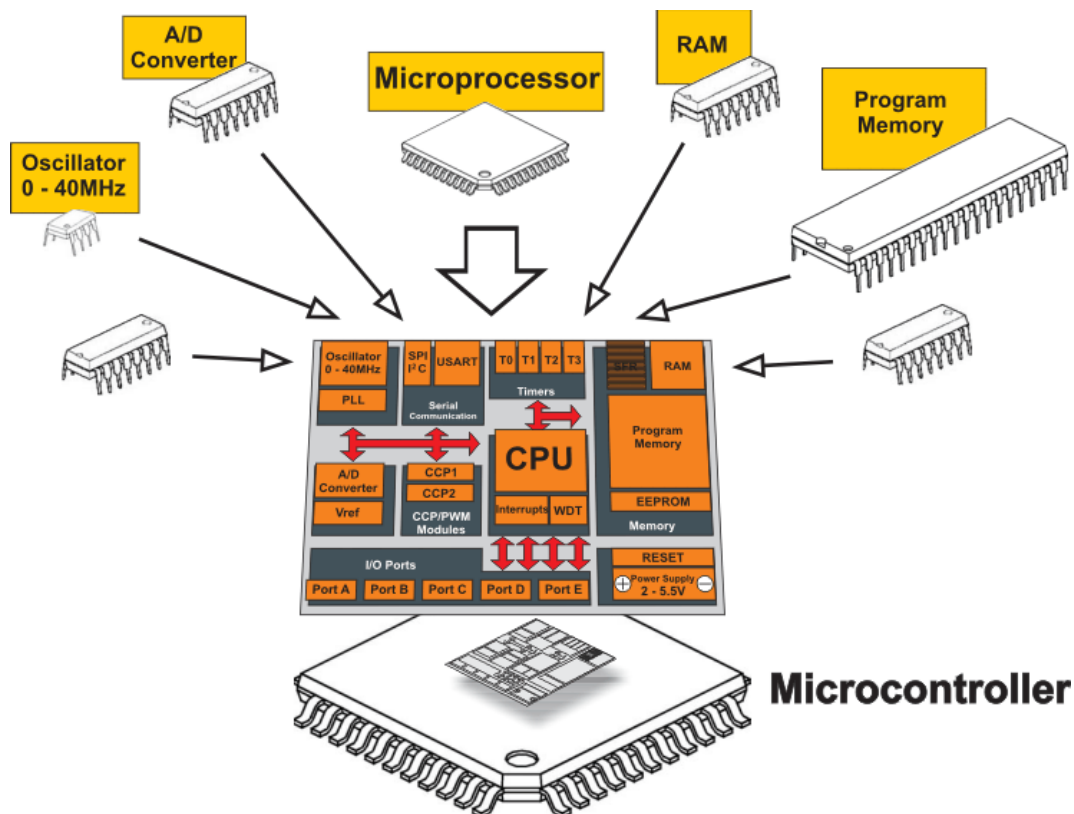 A/D
Converter
Microprocessor
RAM
Program
Memory
Oscillator
0 - 40MHz
Oscillator
0 - 40MHz
PLL
SPI
I²C
USART
Serial
Communication
T0
T1
T2
T3
Timers
SFR
RAM
Program
Memory
EEPROM
Memory
CPU
Interrupts
WDT
A/D
Converter
Vref
CCP1
CCP2
CCP/PWM
Modules
I/O Ports
Port A
Port B
Port C
Port D
Port E
RESET
+ Power Supply −
2 - 5.5V
Microcontroller